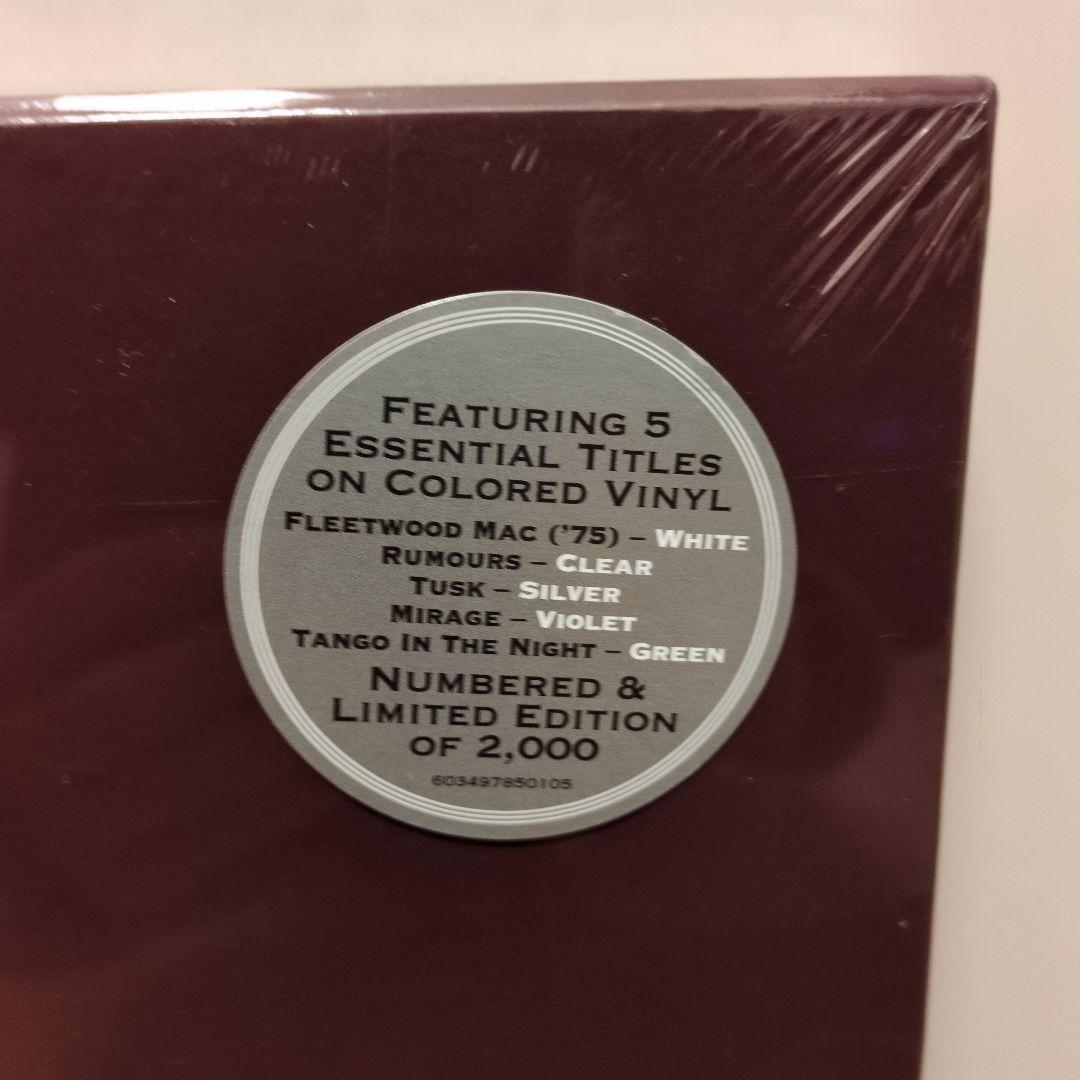 FEATURING 5
ESSENTIAL TITLES
ON COLORED VINYL
FLEETWOOD MAC ('75) – WHITE
RUMOURS – CLEAR
TUSK – SILVER
MIRAGE – VIOLET
TANGO IN THE NIGHT – GREEN
NUMBERED &
LIMITED EDITION
OF 2,000
603497850105